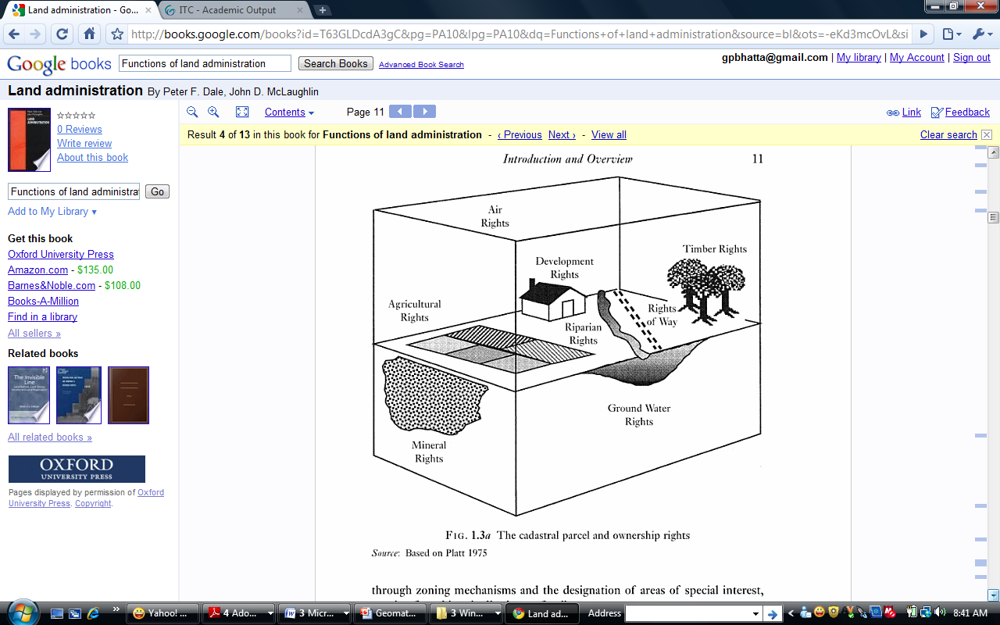 Land administration - Go...
ITC - Academic Output
http://books.google.com/books?id=T63GLDcdA3gC&pg=PA10&lpg=PA10&dq=Functions+of+land+administration&source=bl&ots=-eKd3mcOvL&si
Google books
Functions of land administration
Search Books
Advanced Book Search
gpbhatta@gmail.com | My library | My Account | Sign out
Land administration By Peter F. Dale, John D. McLaughlin
0 Reviews
Write review
About this book
Functions of land administrat
Go
Add to My Library ▾
Get this book
Oxford University Press
Amazon.com - $135.00
Barnes&Noble.com - $108.00
Books-A-Million
Find in a library
All sellers »
Related books
The Invisible
Line
All related books »
OXFORD
UNIVERSITY PRESS
Pages displayed by permission of Oxford
University Press. Copyright.
Contents
Page 11
Link
Feedback
Result 4 of 13 in this book for Functions of land administration - ‹ Previous Next › - View all
Clear search
Introduction and Overview 11
Air
Rights
Timber Rights
Development
Rights
Agricultural
Rights
Rights
of Way
Riparian
Rights
Ground Water
Rights
Mineral
Rights
FIG. 1.3a The cadastral parcel and ownership rights
Source: Based on Platt 1975
through zoning mechanisms and the designation of areas of special interest,
Yahoo! ...
4 Ado...
3 Micr...
Geomat...
3 Win...
Land ad...
Address
8:41 AM